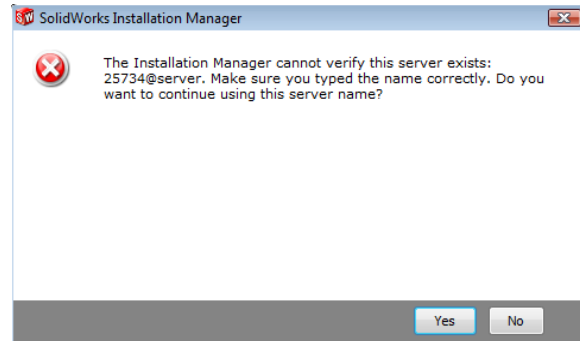 SolidWorks Installation Manager
The Installation Manager cannot verify this server exists:
25734@server. Make sure you typed the name correctly. Do you
want to continue using this server name?
Yes No